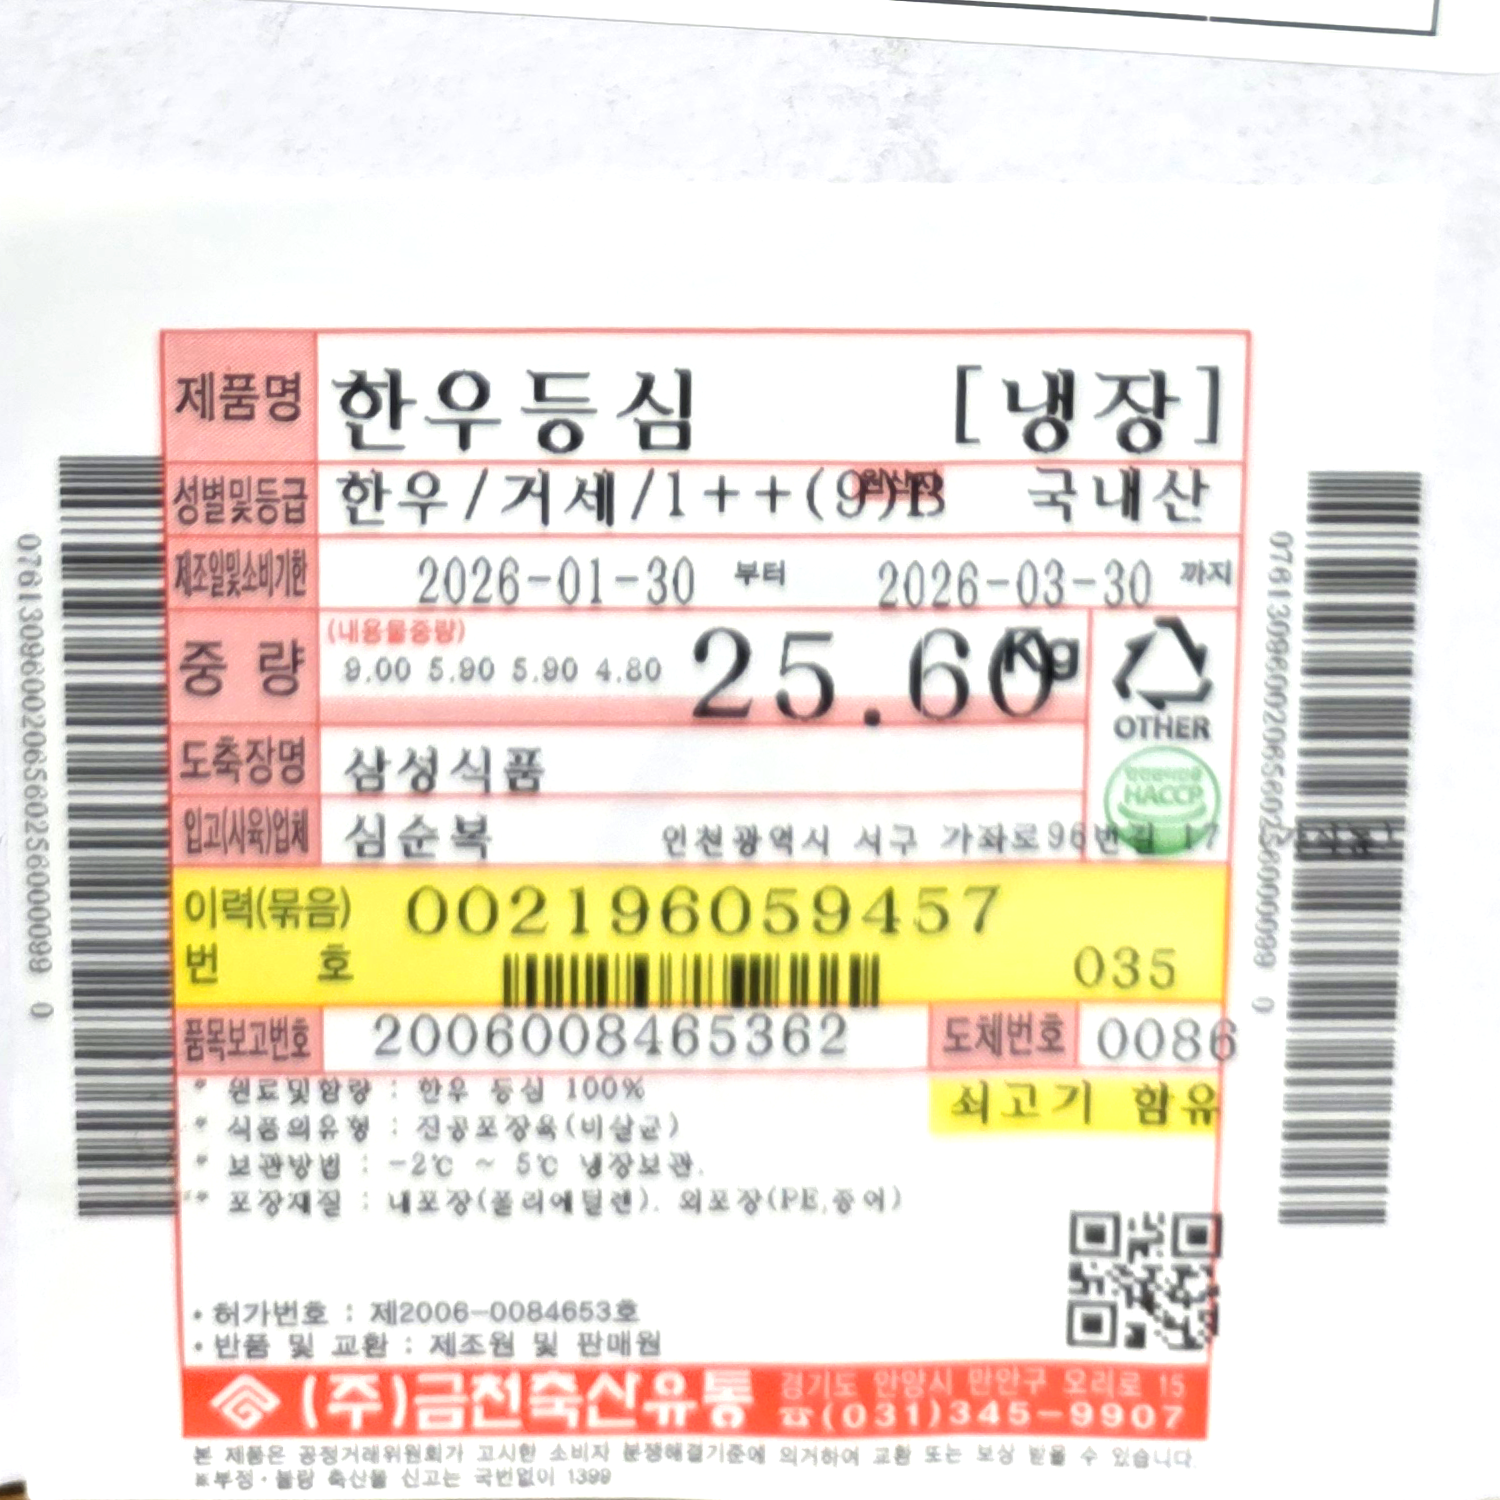 제품명 한우등심 [냉장]
성별및등급 한우/거세/1++(9)B 원산지 국내산
제조일및소비기한 2026-01-30 부터 2026-03-30 까지
중 량 (내용물중량) 9.00 5.90 5.90 4.80 25.60 Kg
OTHER
도축장명 삼성식품
HACCP
입고(사육)업체 심순복 인천광역시 서구 가좌로96번길 17
이력(묶음) 002196059457
번 호 035
품목보고번호 2006008465362 도체번호 0086
* 원료및함량 : 한우 등심 100%
쇠고기 함유
* 식품의유형 : 진공포장육(비살균)
* 보관방법 : -2℃ ~ 5℃ 냉장보관.
* 포장재질 : 내포장(폴리에틸렌). 외포장(PE,종이)
• 허가번호 : 제2006-0084653호
• 반품 및 교환 : 제조원 및 판매원
(주)금천축산유통 경기도 안양시 만안구 오리로 15
☎(031)345-9907
본 제품은 공정거래위원회가 고시한 소비자 분쟁해결기준에 의거하여 교환 또는 보상 받을 수 있습니다.
※부정·불량 축산물 신고는 국번없이 1399